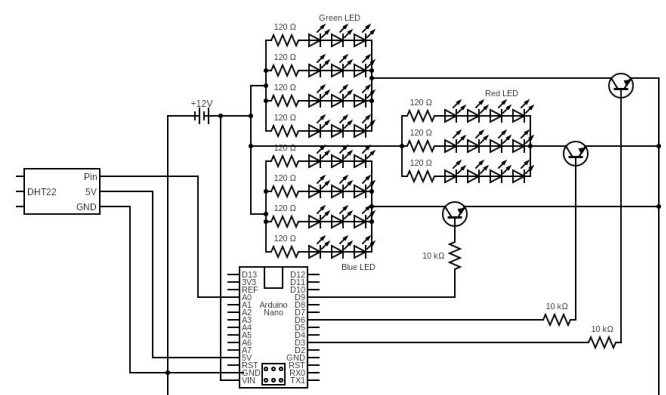 Green LED
120 Ω
120 Ω
120 Ω
120 Ω
+12V
Red LED
120 Ω
120 Ω
120 Ω
120 Ω
120 Ω
120 Ω
120 Ω
Blue LED
DHT22
Pin
5V
GND
10 kΩ
10 kΩ
10 kΩ
Arduino
Nano
D13
3V3
REF
A0
A1
A2
A3
A4
A5
A6
A7
5V
RST
GND
VIN
D12
D11
D10
D9
D8
D7
D6
D5
D4
D3
D2
GND
RST
RX0
TX1